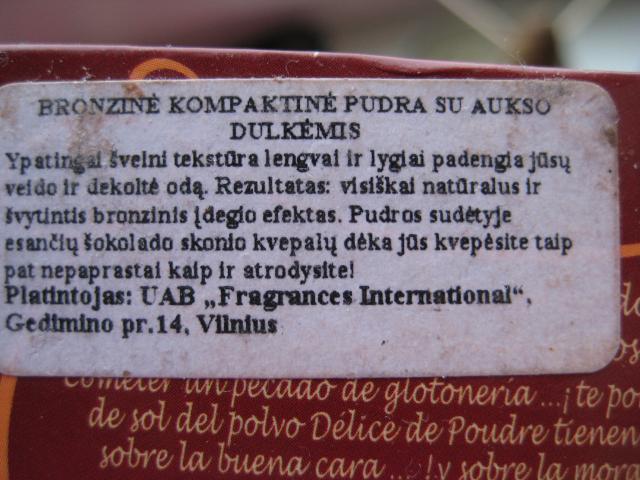 BRONZINĖ KOMPAKTINĖ PUDRA SU AUKSO
DULKĖMIS
Ypatingai švelni tekstūra lengvai ir lygiai padengia jūsų
veido ir dekoltė odą. Rezultatas: visiškai natūralus ir
švytintis bronzinis įdegio efektas. Pudros sudėtyje
esančių šokolado skonio kvepalų dėka jūs kvepėsite taip
pat nepaprastai kaip ir atrodysite!
Platintojas: UAB „Fragrances International“,
Gedimino pr.14, Vilnius
cometer un pecado de glotonería ...¡te
de sol del polvo Délice de Poudre tienen
sobre la buena cara ... !y sobre la